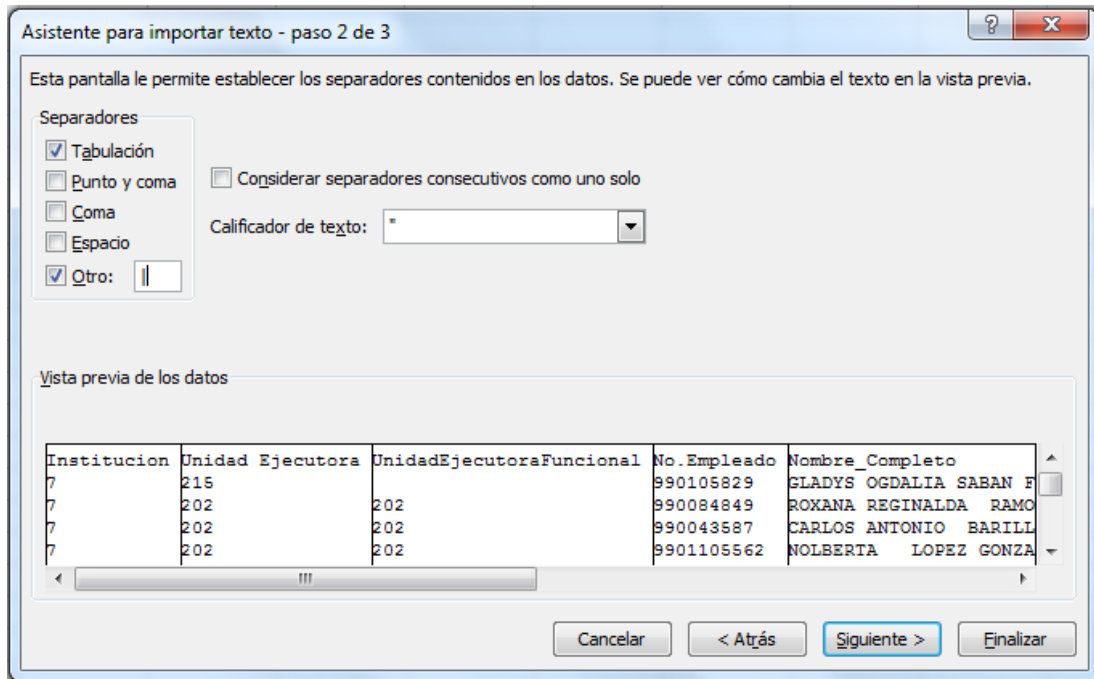 Asistente para importar texto - paso 2 de 3
Esta pantalla le permite establecer los separadores contenidos en los datos. Se puede ver cómo cambia el texto en la vista previa.
Separadores
Tabulación
Punto y coma
Coma
Espacio
Otro: |
Considerar separadores consecutivos como uno solo
Calificador de texto: "
Vista previa de los datos
Institucion Unidad Ejecutora UnidadEjecutoraFuncional No.Empleado Nombre_Completo
7 215 990105829 GLADYS OGDALIA SABAN F
7 202 202 990084849 ROXANA REGINALDA RAMO
7 202 202 990043587 CARLOS ANTONIO BARILL
7 202 202 9901105562 NOLBERTA LOPEZ GONZA
Cancelar < Atrás Siguiente > Finalizar